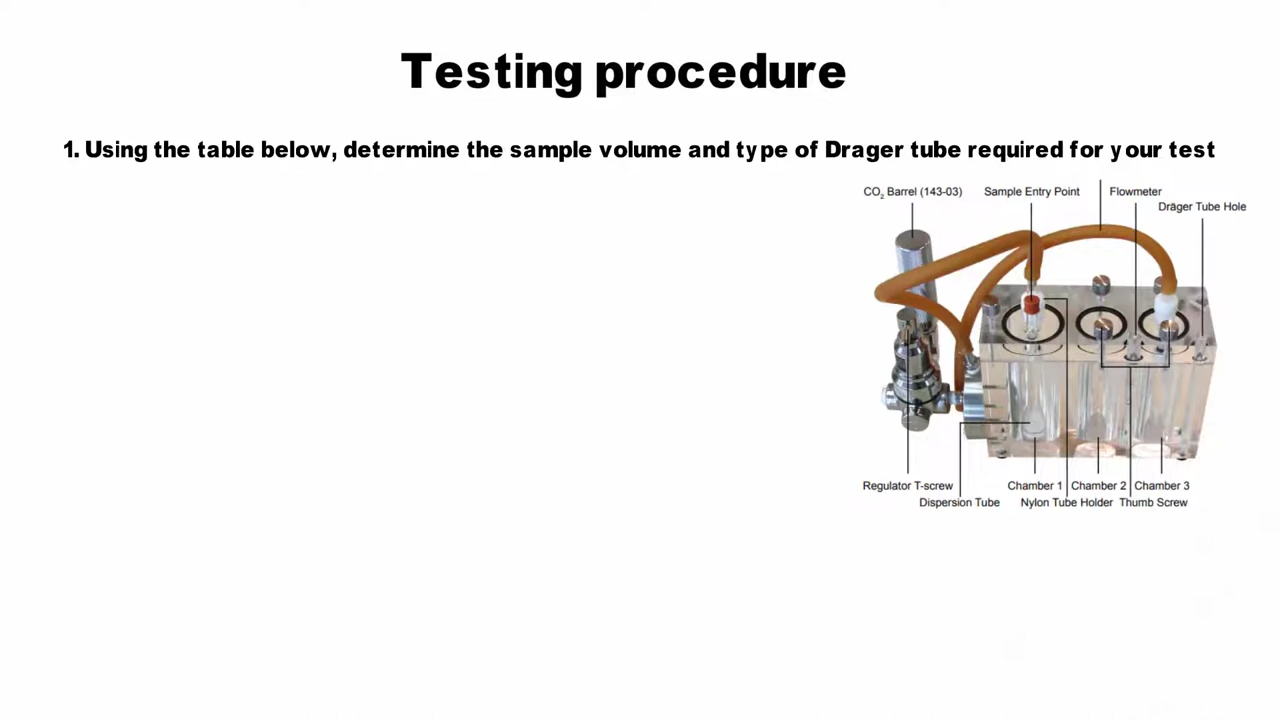 Testing procedure
1. Using the table below, determine the sample volume and type of Drager tube required for your test
CO2 Barrel (143-03)
Sample Entry Point
Flowmeter
Dräger Tube Hole
Regulator T-screw
Chamber 1
Chamber 2
Chamber 3
Dispersion Tube
Nylon Tube Holder
Thumb Screw